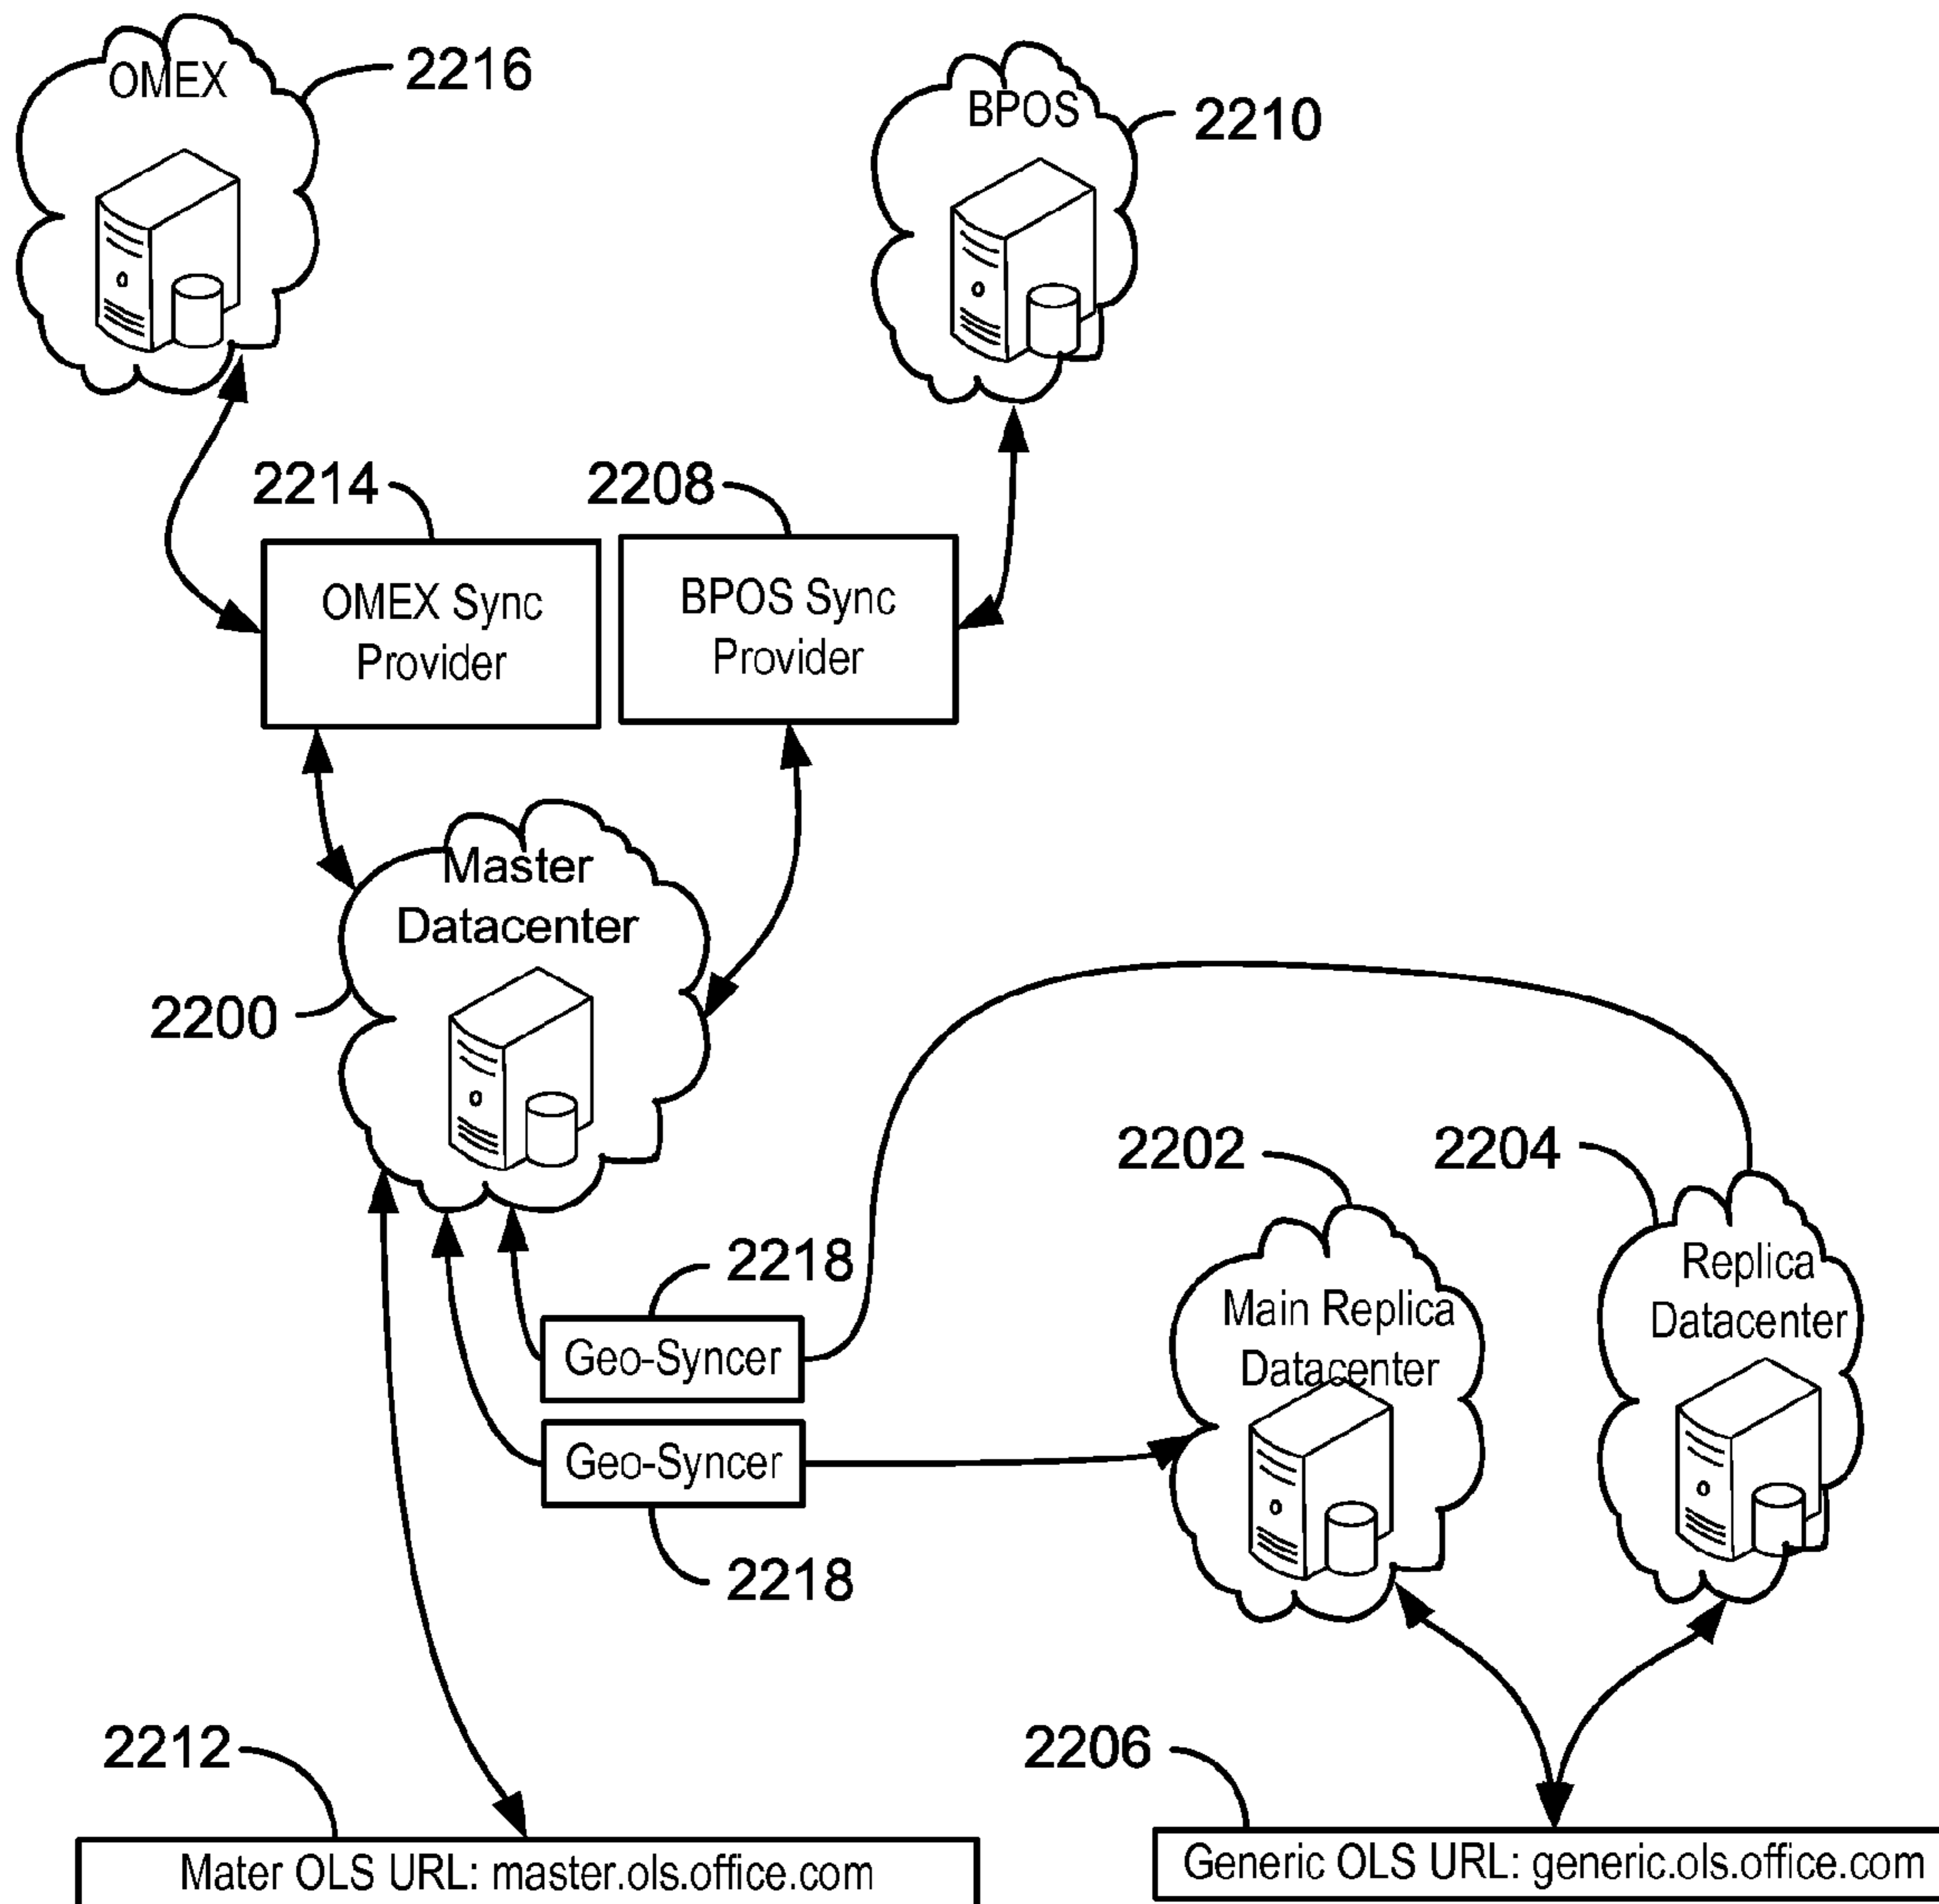 OMEX
2216
BPOS
2210
2214
2208
OMEX Sync
Provider
BPOS Sync
Provider
Master
Datacenter
2200
2202
2204
2218
Geo-Syncer
Geo-Syncer
2218
Main Replica
Datacenter
Replica
Datacenter
2212
2206
Mater OLS URL: master.ols.office.com
Generic OLS URL: generic.ols.office.com